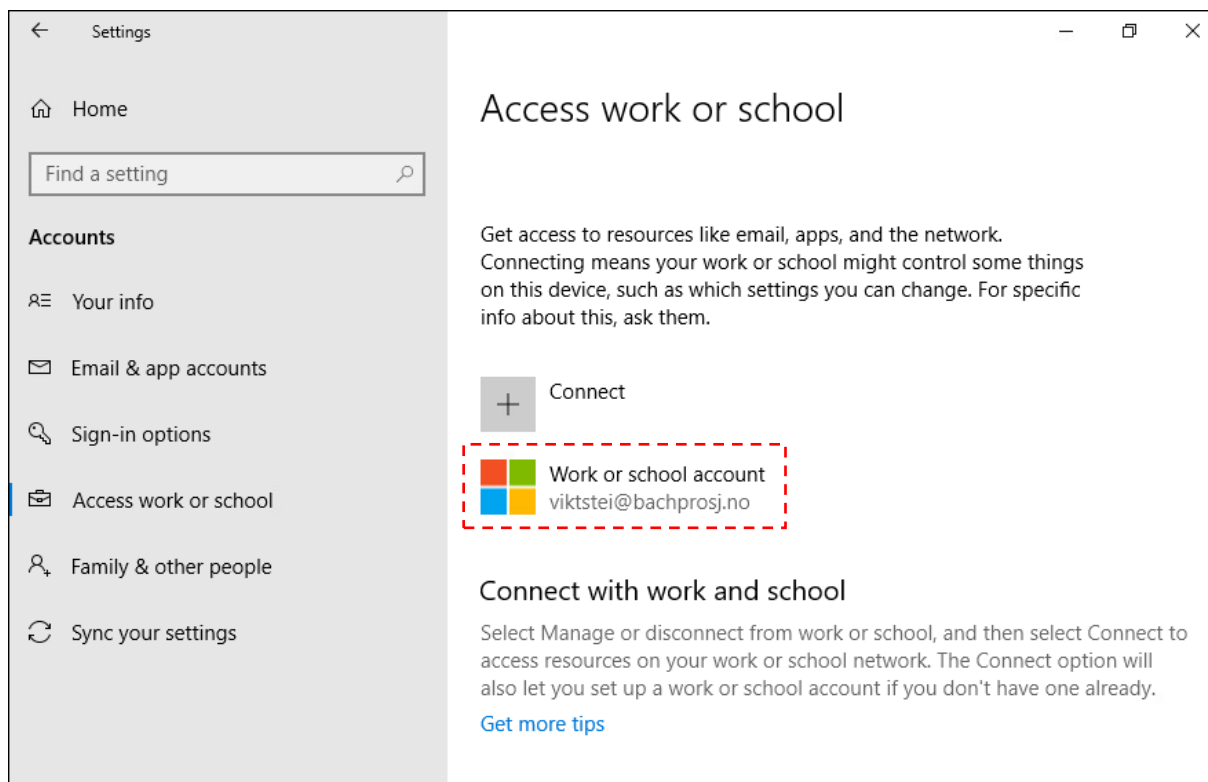 Settings
Home
Find a setting
Accounts
Your info
Email & app accounts
Sign-in options
Access work or school
Family & other people
Sync your settings
Access work or school
Get access to resources like email, apps, and the network.
Connecting means your work or school might control some things
on this device, such as which settings you can change. For specific
info about this, ask them.
Connect
Work or school account
viktstei@bachprosj.no
Connect with work and school
Select Manage or disconnect from work or school, and then select Connect to
access resources on your work or school network. The Connect option will
also let you set up a work or school account if you don't have one already.
Get more tips